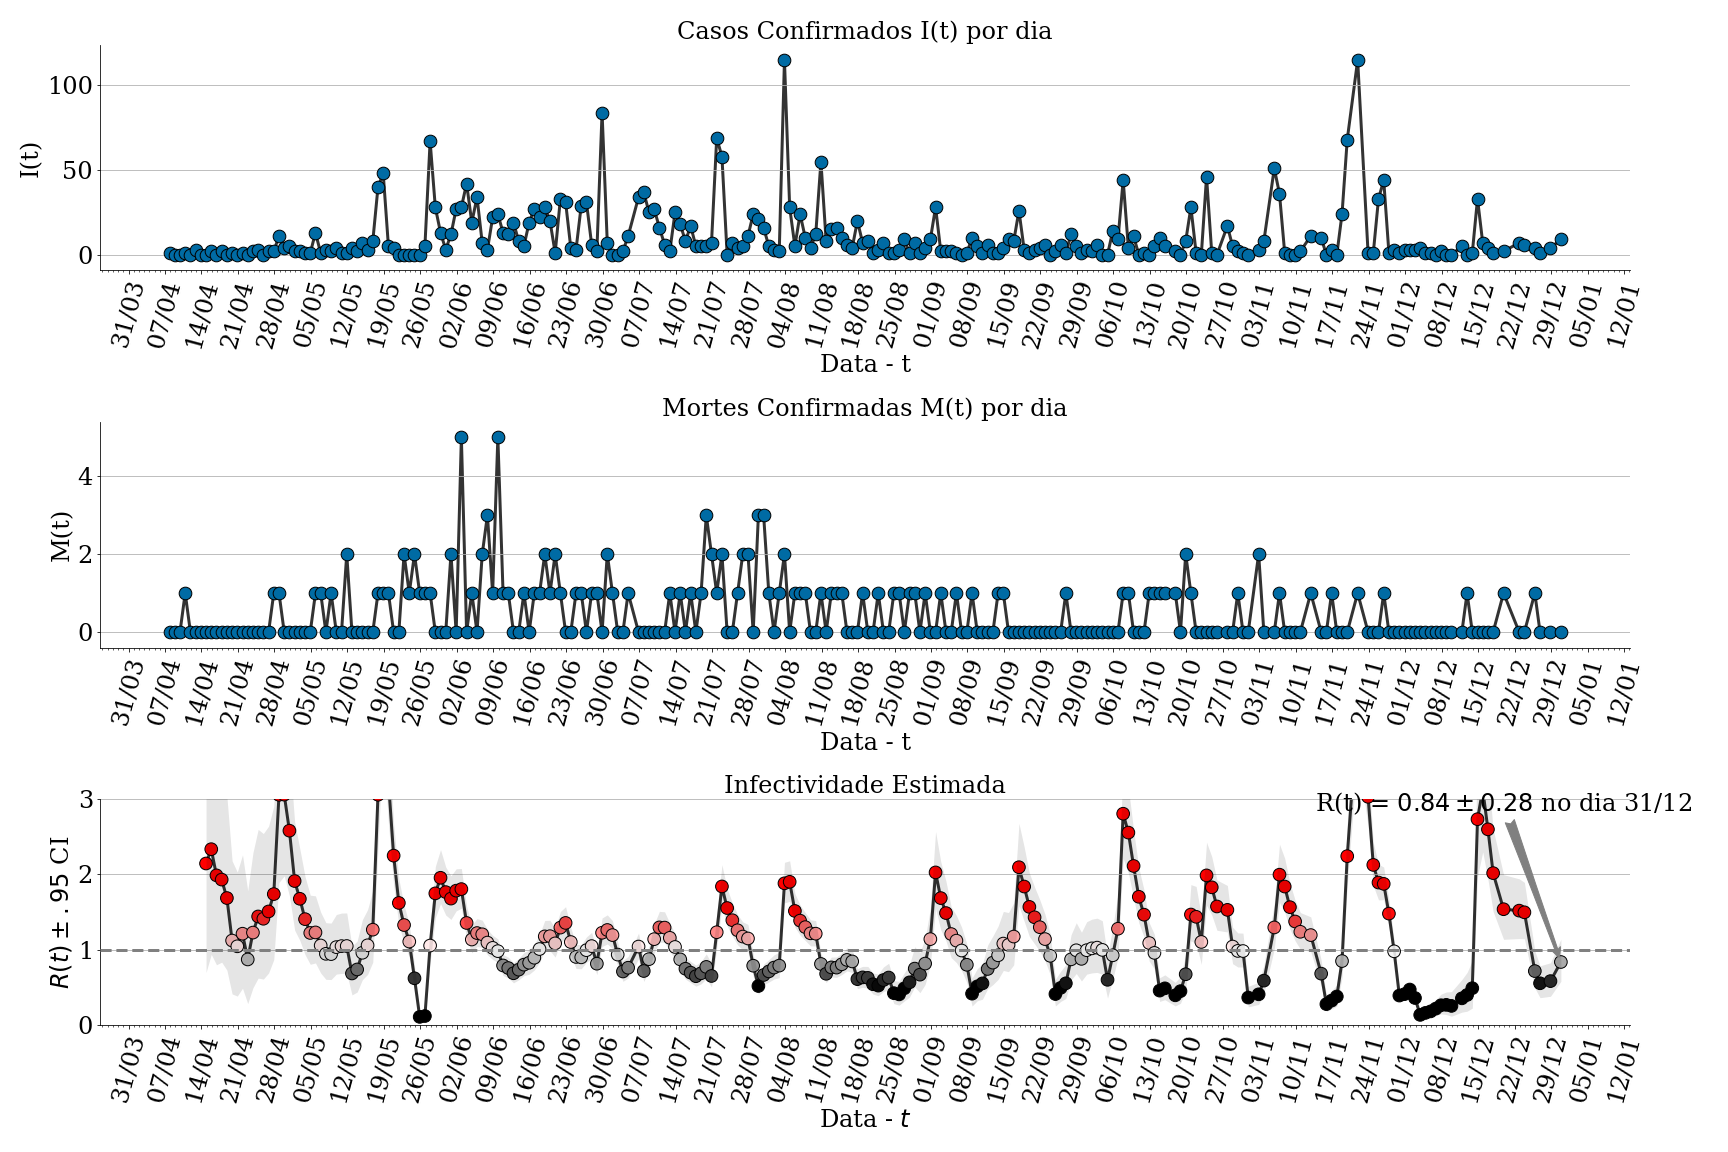 Casos Confirmados I(t) por dia
100
50
0
I(t)
31/03 07/04 14/04 21/04 28/04 05/05 12/05 19/05 26/05 02/06 09/06 16/06 23/06 30/06 07/07 14/07 21/07 28/07 04/08 11/08 18/08 25/08 01/09 08/09 15/09 22/09 29/09 06/10 13/10 20/10 27/10 03/11 10/11 17/11 24/11 01/12 08/12 15/12 22/12 29/12 05/01 12/01
Data - t
Mortes Confirmadas M(t) por dia
4
2
0
M(t)
31/03 07/04 14/04 21/04 28/04 05/05 12/05 19/05 26/05 02/06 09/06 16/06 23/06 30/06 07/07 14/07 21/07 28/07 04/08 11/08 18/08 25/08 01/09 08/09 15/09 22/09 29/09 06/10 13/10 20/10 27/10 03/11 10/11 17/11 24/11 01/12 08/12 15/12 22/12 29/12 05/01 12/01
Data - t
Infectividade Estimada
R(t) = 0.84 ± 0.28 no dia 31/12
3
2
1
0
R(t) ± .95 CI
31/03 07/04 14/04 21/04 28/04 05/05 12/05 19/05 26/05 02/06 09/06 16/06 23/06 30/06 07/07 14/07 21/07 28/07 04/08 11/08 18/08 25/08 01/09 08/09 15/09 22/09 29/09 06/10 13/10 20/10 27/10 03/11 10/11 17/11 24/11 01/12 08/12 15/12 22/12 29/12 05/01 12/01
Data - t